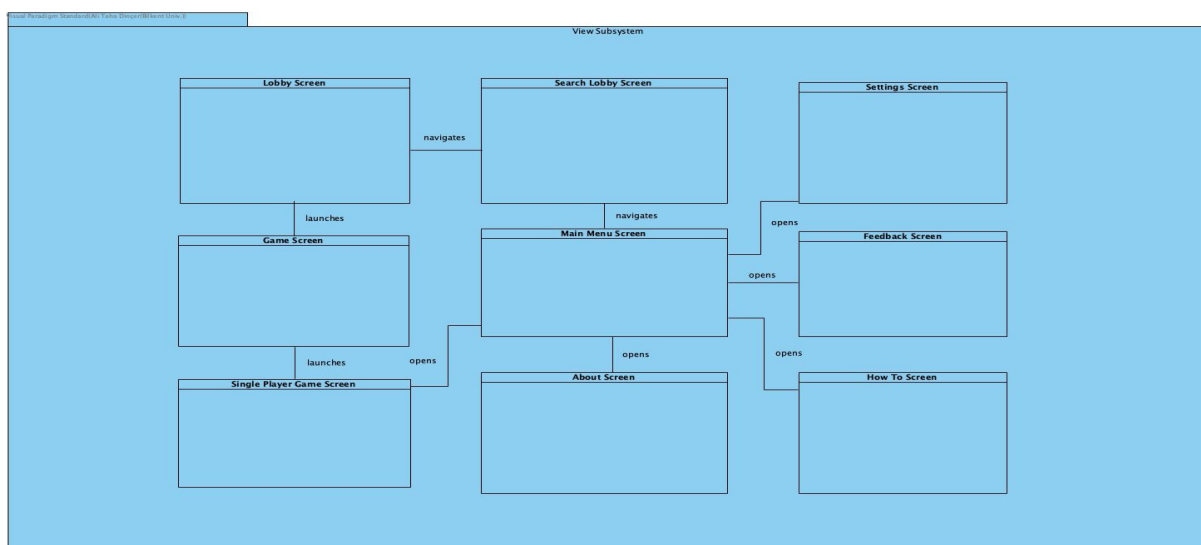 Visual Paradigm Standard(Ali Taha Dinçer(Bilkent Univ.))
View Subsystem
Lobby Screen
Search Lobby Screen
Settings Screen
navigates
launches
navigates
opens
Game Screen
Main Menu Screen
Feedback Screen
opens
launches
opens
opens
opens
Single Player Game Screen
About Screen
How To Screen